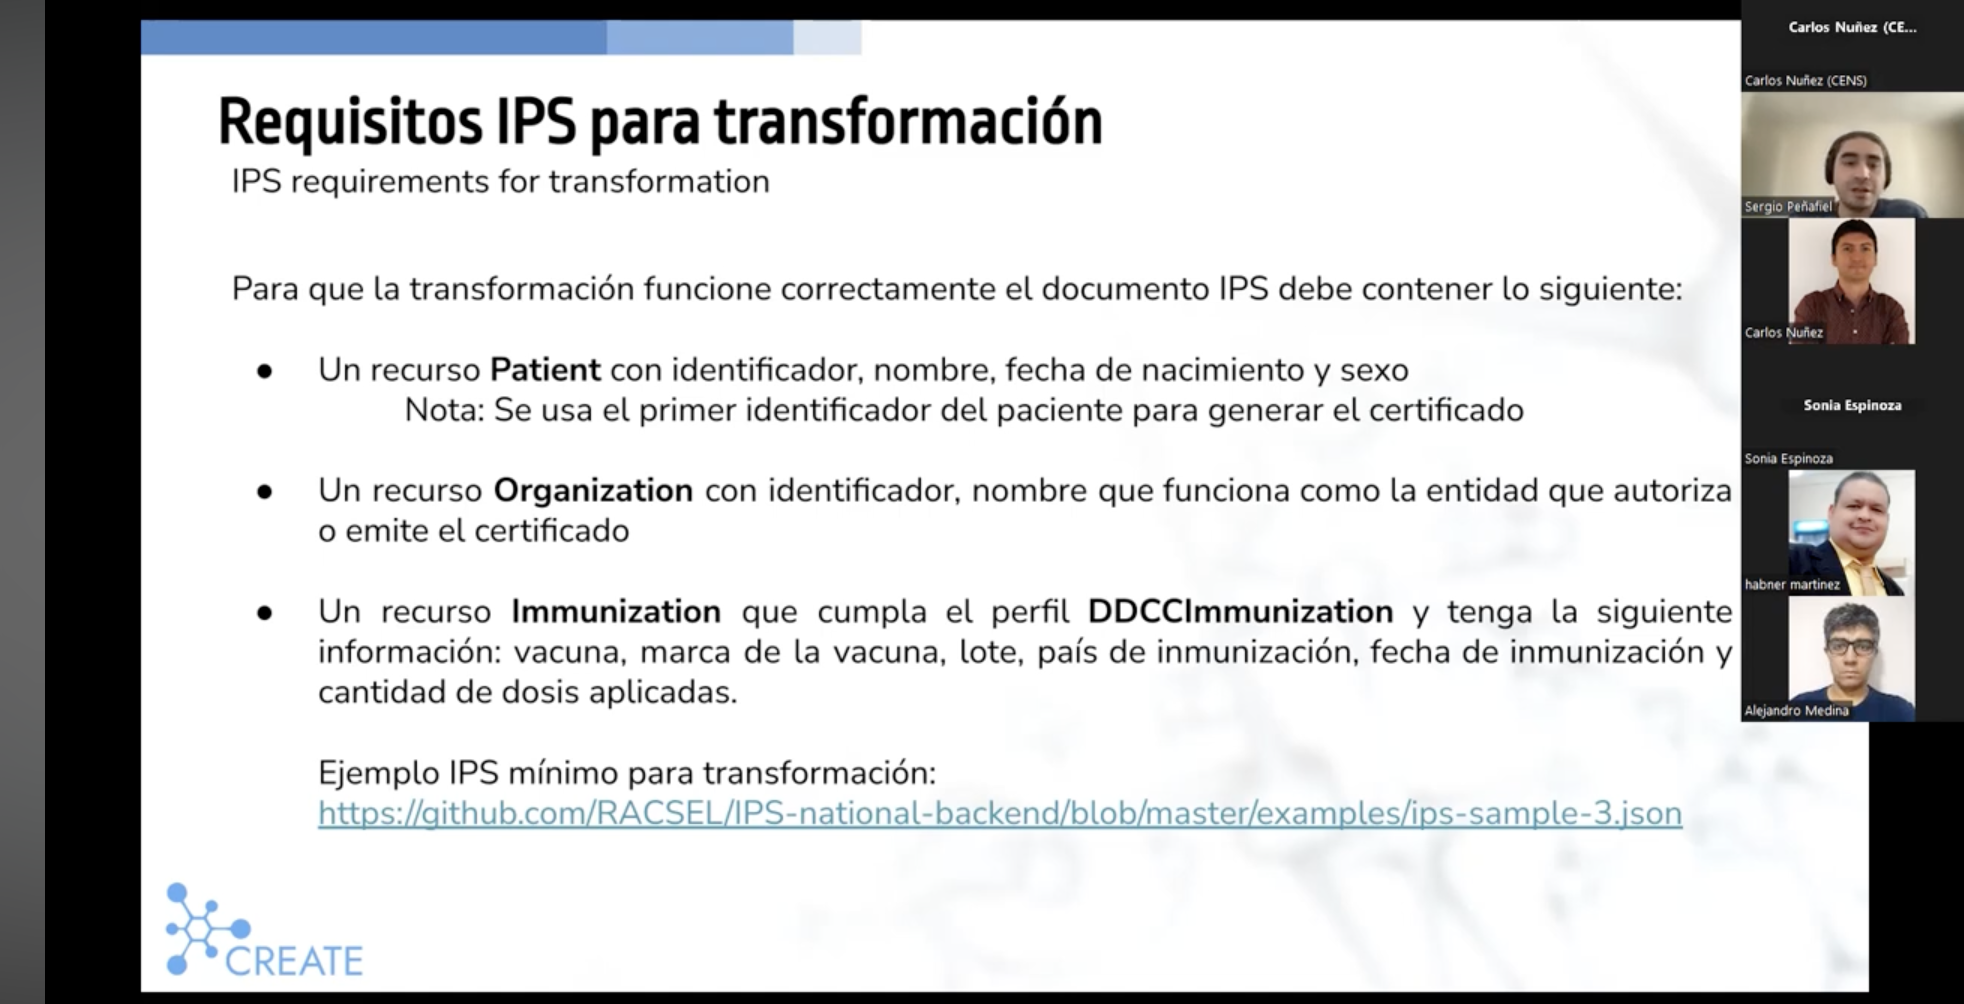 Requisitos IPS para transformación
IPS requirements for transformation
Para que la transformación funcione correctamente el documento IPS debe contener lo siguiente:
● Un recurso Patient con identificador, nombre, fecha de nacimiento y sexo
Nota: Se usa el primer identificador del paciente para generar el certificado
● Un recurso Organization con identificador, nombre que funciona como la entidad que autoriza
o emite el certificado
● Un recurso Immunization que cumpla el perfil DDCCImmunization y tenga la siguiente
información: vacuna, marca de la vacuna, lote, país de inmunización, fecha de inmunización y
cantidad de dosis aplicadas.
Ejemplo IPS mínimo para transformación:
https://github.com/RACSEL/IPS-national-backend/blob/master/examples/ips-sample-3.json
CREATE
Carlos Nuñez (CE...
Carlos Nuñez (CENS)
Sergio Peñafiel
Carlos Nuñez
Sonia Espinoza
Sonia Espinoza
habner martinez
Alejandro Medina